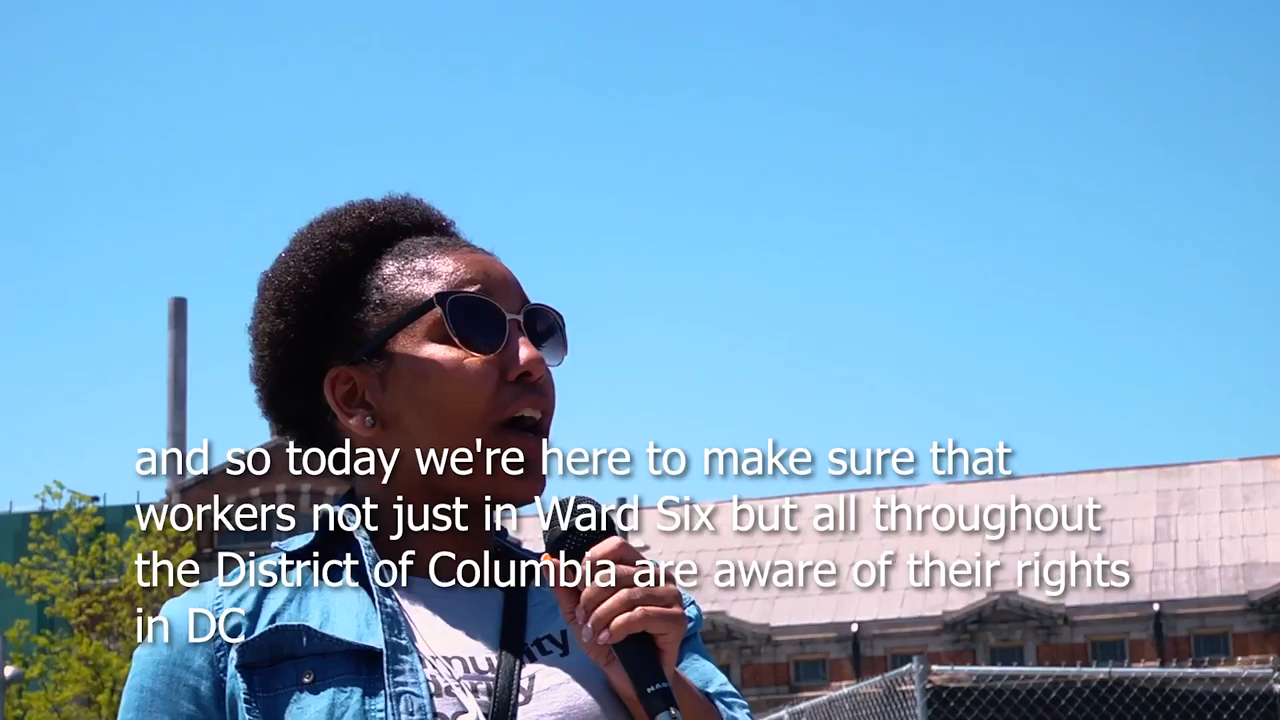 and so today we're here to make sure that
workers not just in Ward Six but all throughout
the District of Columbia are aware of their rights
in DC